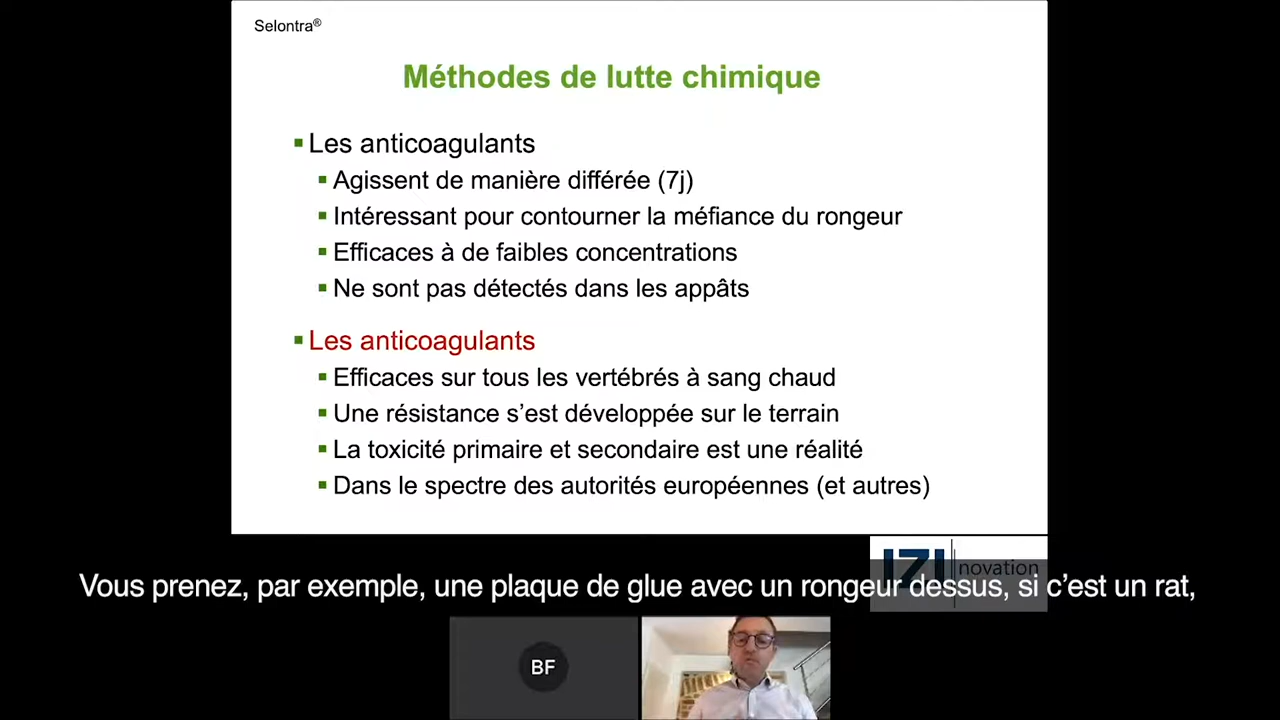 Selontra®
Méthodes de lutte chimique
Les anticoagulants
Agissent de manière différée (7j)
Intéressant pour contourner la méfiance du rongeur
Efficaces à de faibles concentrations
Ne sont pas détectés dans les appâts
Les anticoagulants
Efficaces sur tous les vertébrés à sang chaud
Une résistance s’est développée sur le terrain
La toxicité primaire et secondaire est une réalité
Dans le spectre des autorités européennes (et autres)
IZI novation
Vous prenez, par exemple, une plaque de glue avec un rongeur dessus, si c’est un rat,
BF